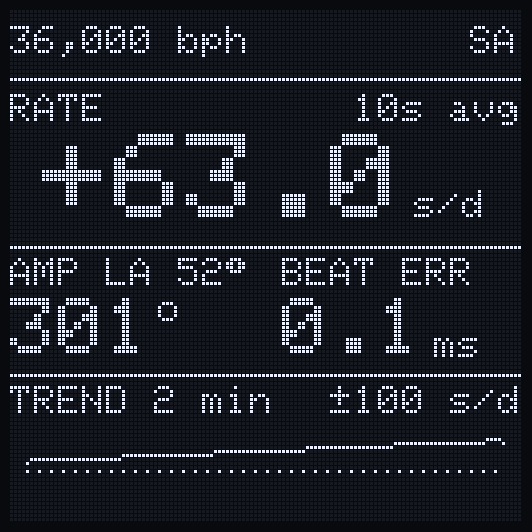 36,000 bph SA
RATE 10s avg
+63.0 s/d
AMP LA 52° BEAT ERR
301° 0.1 ms
TREND 2 min ±100 s/d